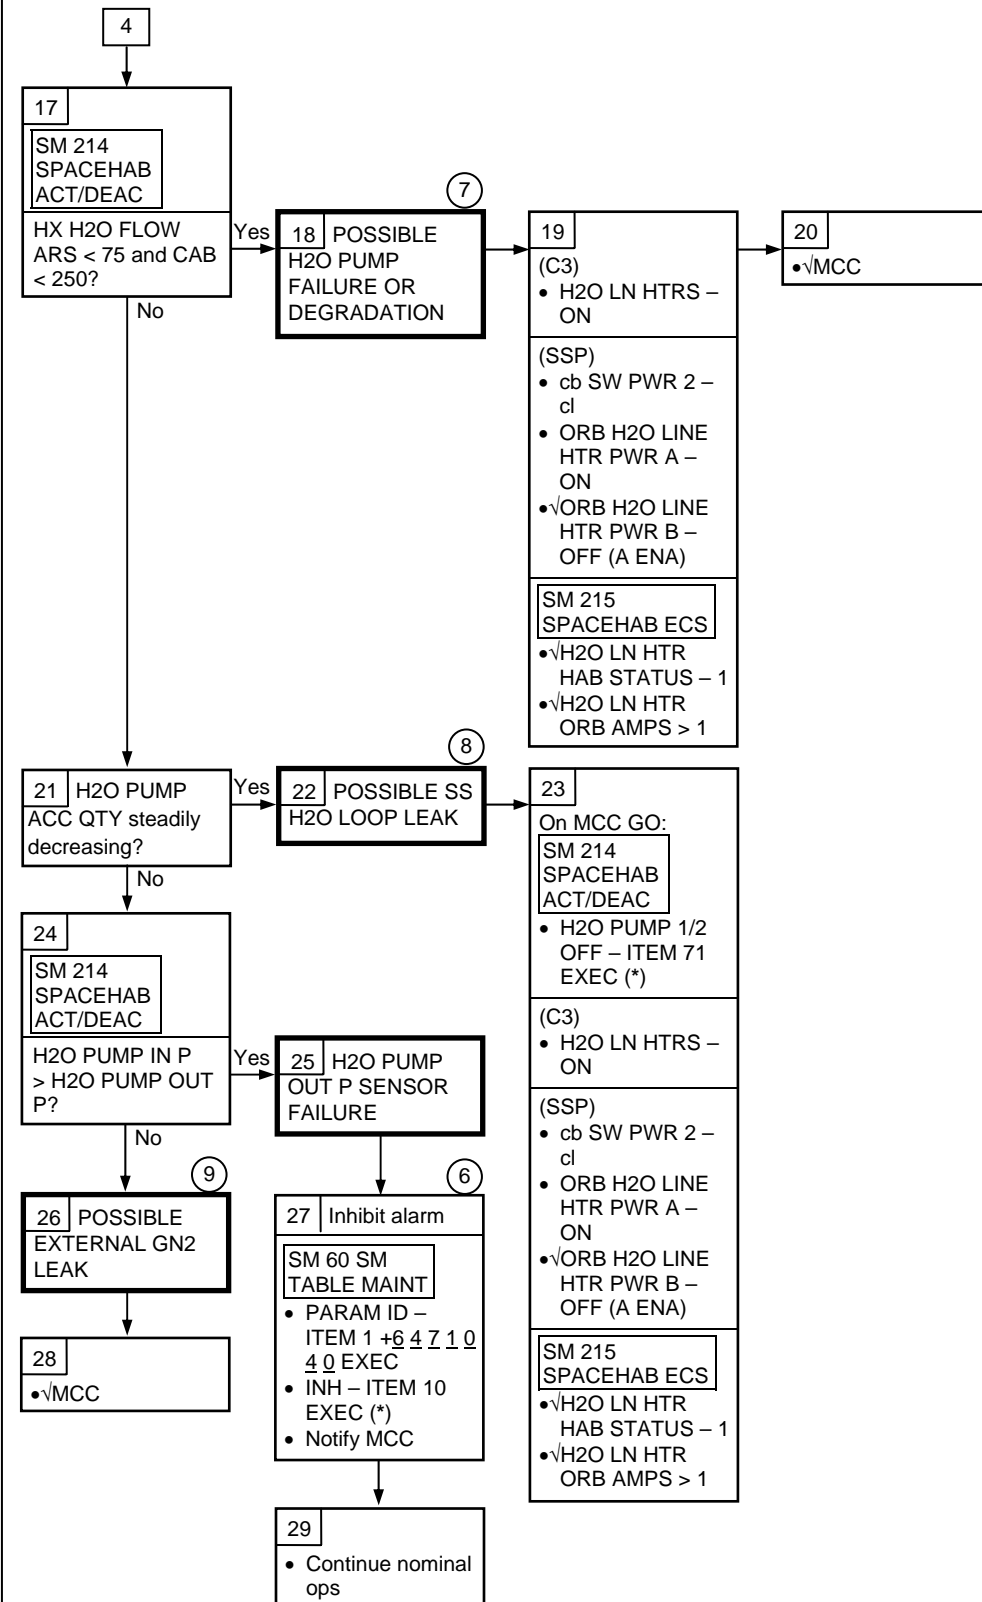 4
17
SM 214
SPACEHAB
ACT/DEAC
HX H2O FLOW
ARS < 75 and CAB
< 250?
Yes
No
7
18 POSSIBLE
H2O PUMP
FAILURE OR
DEGRADATION
19
(C3)
• H2O LN HTRS –
ON
(SSP)
• cb SW PWR 2 –
cl
• ORB H2O LINE
HTR PWR A –
ON
•√ORB H2O LINE
HTR PWR B –
OFF (A ENA)
SM 215
SPACEHAB ECS
•√H2O LN HTR
HAB STATUS – 1
•√H2O LN HTR
ORB AMPS > 1
20
•√MCC
21 H2O PUMP
ACC QTY steadily
decreasing?
Yes
No
8
22 POSSIBLE SS
H2O LOOP LEAK
23
On MCC GO:
SM 214
SPACEHAB
ACT/DEAC
• H2O PUMP 1/2
OFF – ITEM 71
EXEC (*)
(C3)
• H2O LN HTRS –
ON
(SSP)
• cb SW PWR 2 –
cl
• ORB H2O LINE
HTR PWR A –
ON
•√ORB H2O LINE
HTR PWR B –
OFF (A ENA)
SM 215
SPACEHAB ECS
•√H2O LN HTR
HAB STATUS – 1
•√H2O LN HTR
ORB AMPS > 1
24
SM 214
SPACEHAB
ACT/DEAC
H2O PUMP IN P
> H2O PUMP OUT
P?
Yes
No
25 H2O PUMP
OUT P SENSOR
FAILURE
9
26 POSSIBLE
EXTERNAL GN2
LEAK
6
27 Inhibit alarm
SM 60 SM
TABLE MAINT
• PARAM ID –
ITEM 1 +6 4 7 1 0
4 0 EXEC
• INH – ITEM 10
EXEC (*)
• Notify MCC
28
•√MCC
29
• Continue nominal
ops